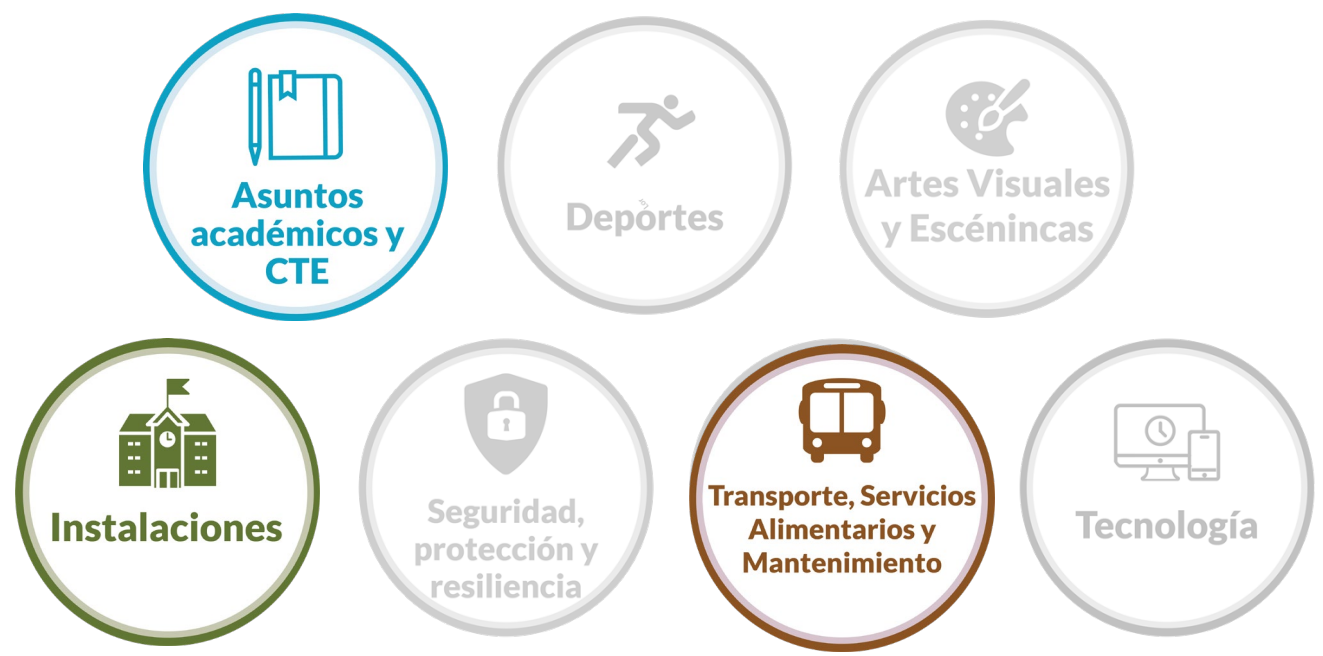 Asuntos
académicos y
CTE
Deportes
Artes Visuales
y Escénincas
Instalaciones
Seguridad,
protección y
resiliencia
Transporte, Servicios
Alimentarios y
Mantenimiento
Tecnología